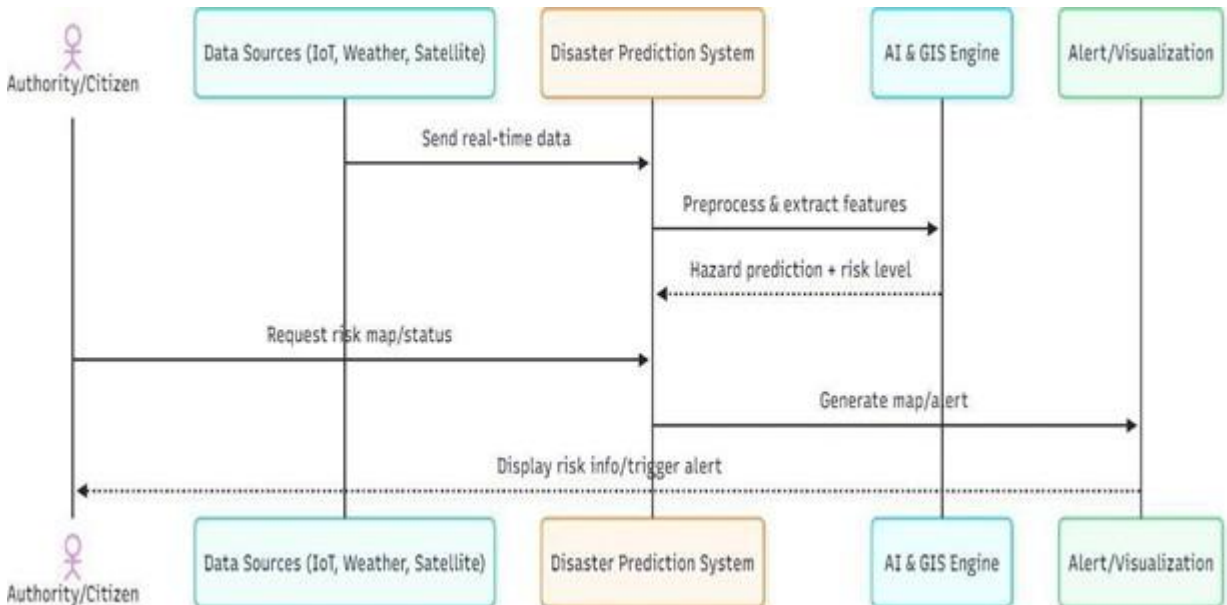 Authority/Citizen
Data Sources (IoT, Weather, Satellite)
Disaster Prediction System
AI & GIS Engine
Alert/Visualization
Send real-time data
Preprocess & extract features
Hazard prediction + risk level
Request risk map/status
Generate map/alert
Display risk info/trigger alert
Authority/Citizen
Data Sources (IoT, Weather, Satellite)
Disaster Prediction System
AI & GIS Engine
Alert/Visualization